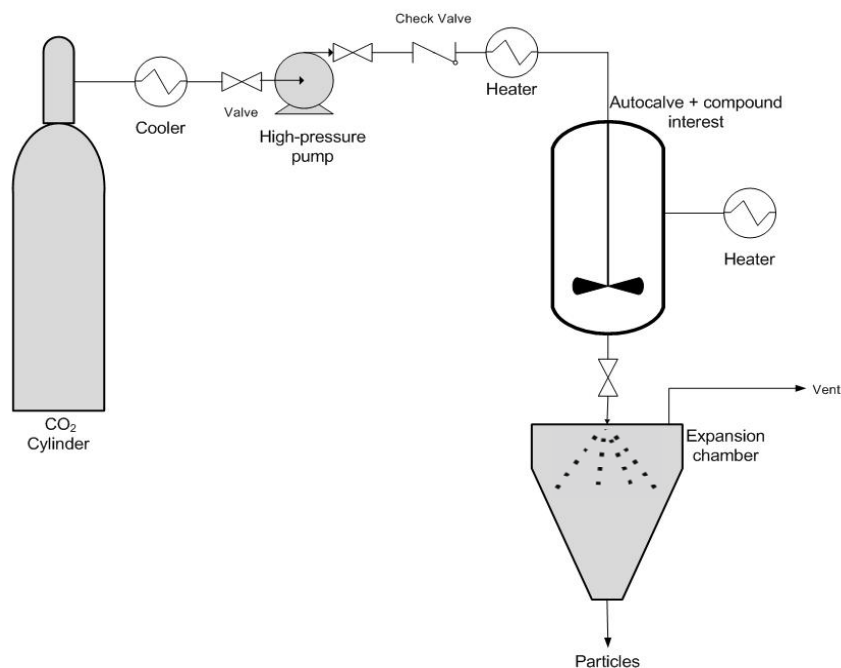 Check Valve
Heater
Cooler
Valve
High-pressure
pump
Autocalve + compound
interest
Heater
CO₂
Cylinder
Vent
Expansion
chamber
Particles